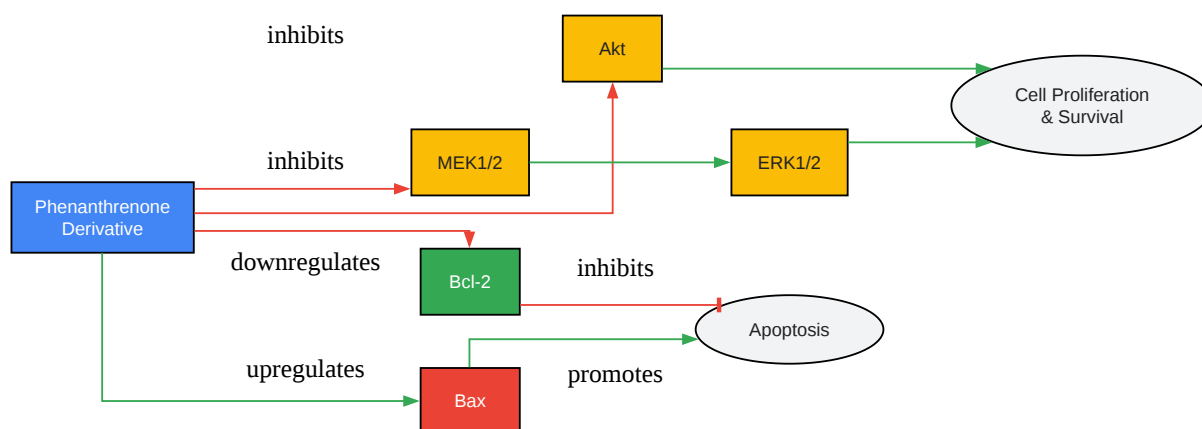 inhibits
Akt
Cell Proliferation
& Survival
inhibits
MEK1/2
ERK1/2
Phenanthrenone
Derivative
downregulates
Bcl-2
inhibits
Apoptosis
upregulates
Bax
promotes